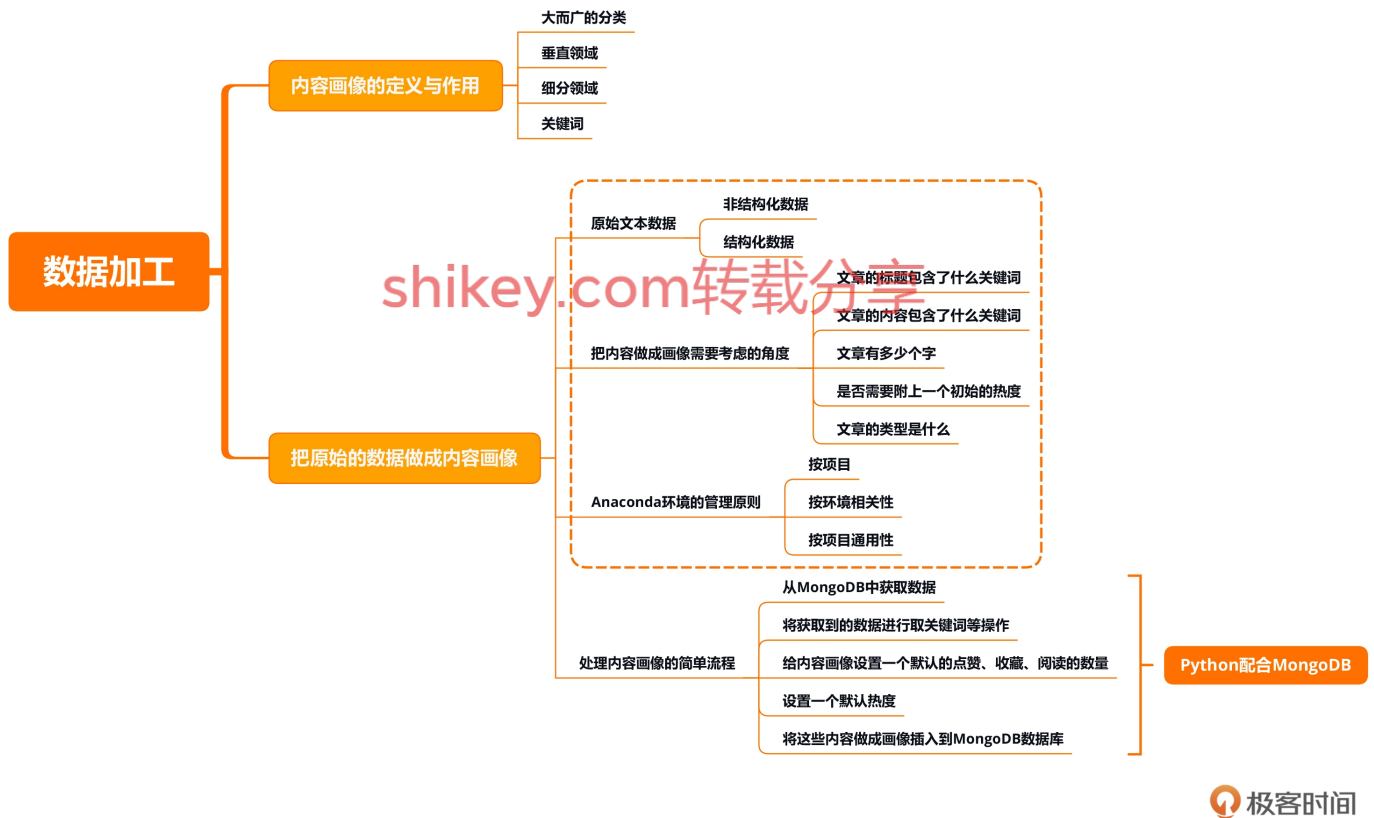 数据加工
内容画像的定义与作用
大而广的分类
垂直领域
细分领域
关键词
把原始的数据做成内容画像
原始文本数据
非结构化数据
结构化数据
shikey.com转载分享
把内容做成画像需要考虑的角度
文章的标题包含了什么关键词
文章的内容包含了什么关键词
文章有多少个字
是否需要附上一个初始的热度
文章的类型是什么
Anaconda环境的管理原则
按项目
按环境相关性
按项目通用性
处理内容画像的简单流程
从MongoDB中获取数据
将获取到的数据进行取关键词等操作
给内容画像设置一个默认的点赞、收藏、阅读的数量
设置一个默认热度
将这些内容做成画像插入到MongoDB数据库
Python配合MongoDB
极客时间